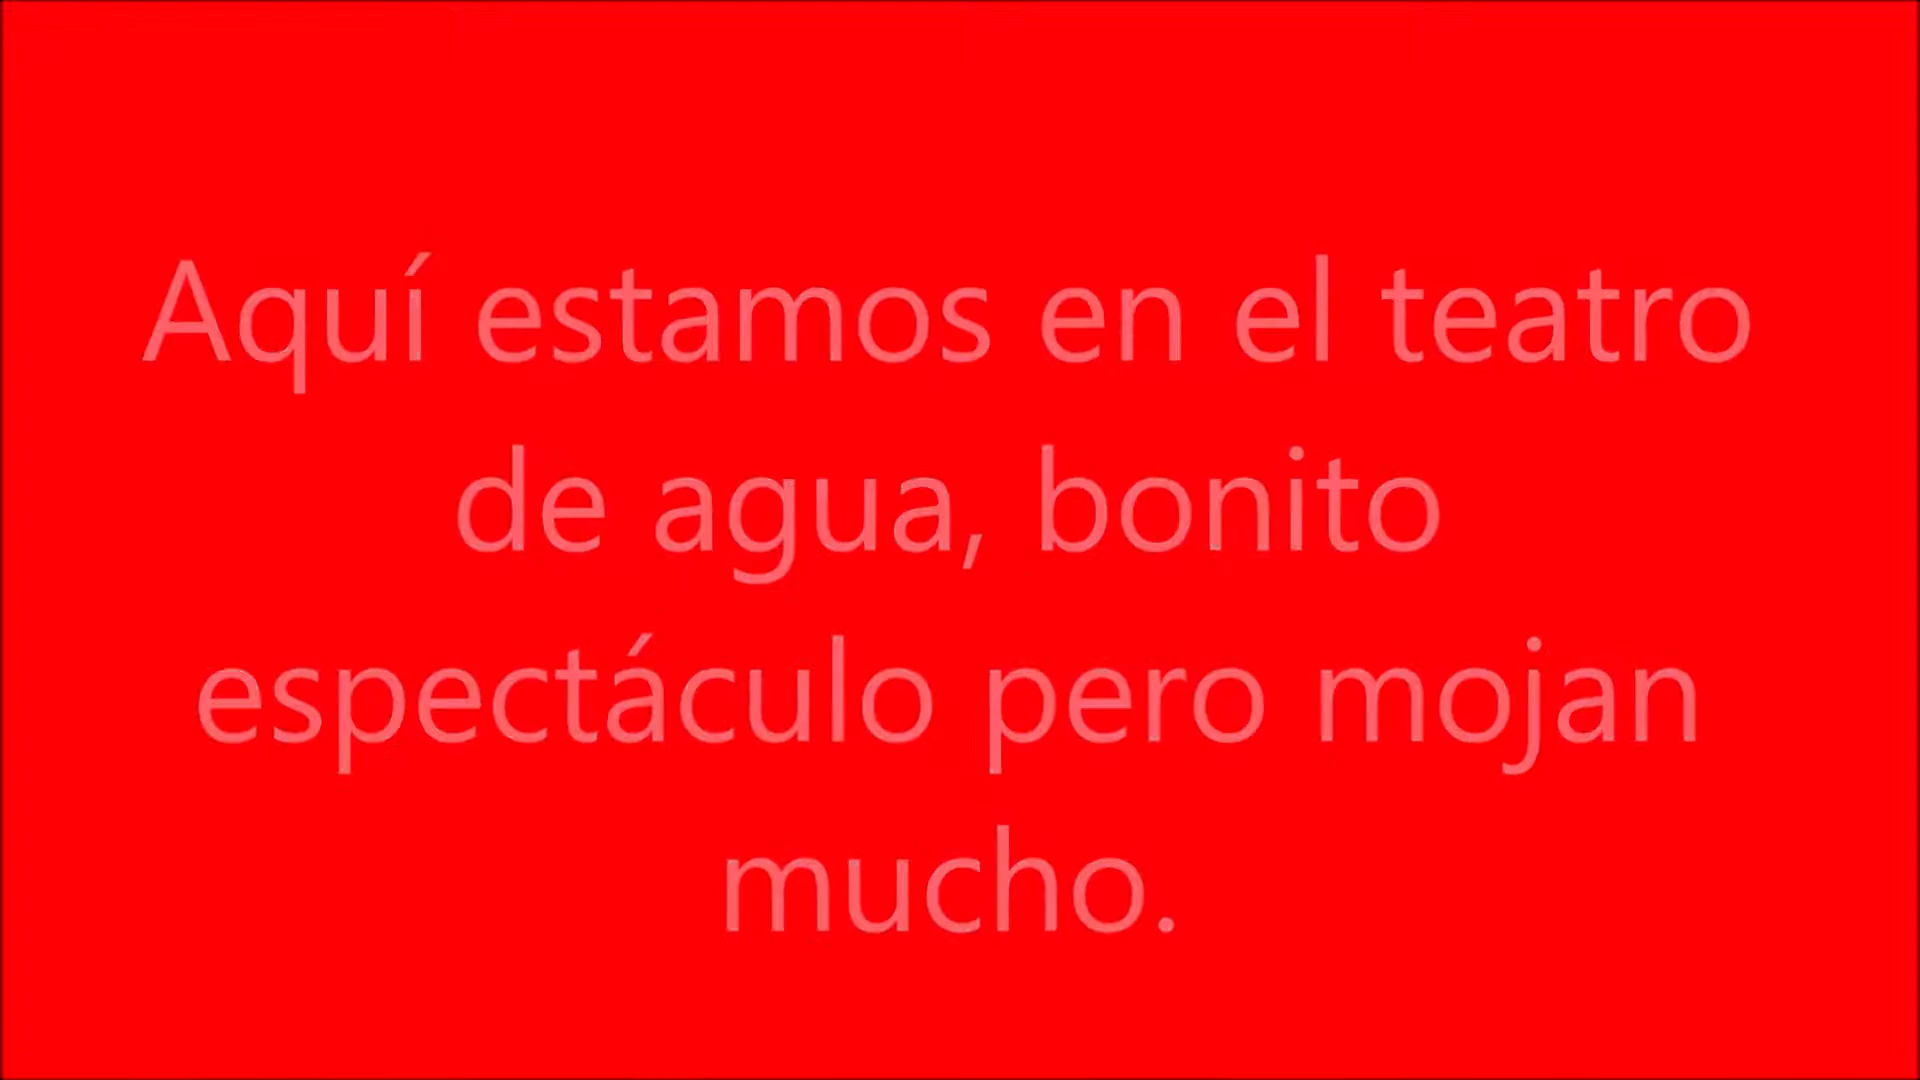 Aquí estamos en el teatro
de agua, bonito
espectáculo pero mojan
mucho.